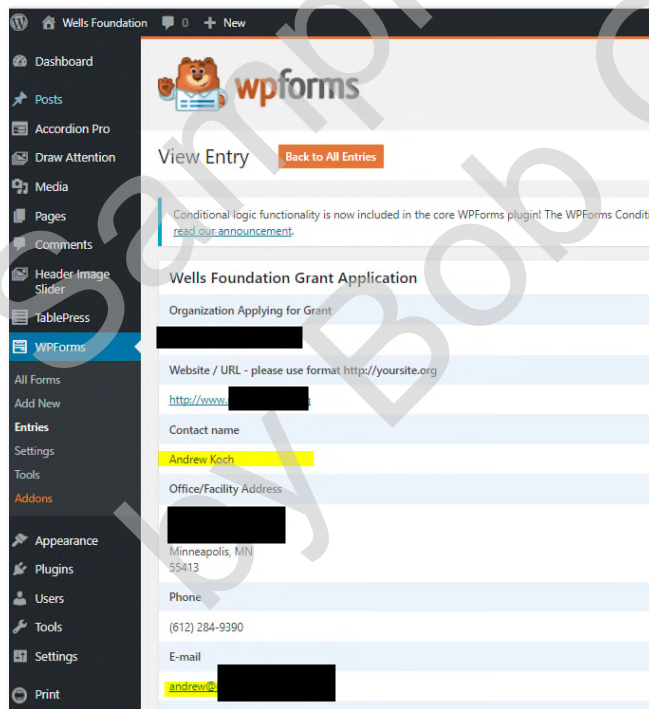 Wells Foundation 0 + New
Dashboard
Posts
Accordion Pro
Draw Attention
Media
Pages
Comments
Header Image
Slider
TablePress
WPForms
All Forms
Add New
Entries
Settings
Tools
Addons
Appearance
Plugins
Users
Tools
Settings
Print
wpforms
View Entry Back to All Entries
Conditional logic functionality is now included in the core WPForms plugin! The WPForms Conditi
read our announcement.
Wells Foundation Grant Application
Organization Applying for Grant
Website / URL - please use format http://yoursite.org
http://www.
Contact name
Andrew Koch
Office/Facility Address
Minneapolis, MN
55413
Phone
(612) 284-9390
E-mail
andrew@
Sample
by Bob